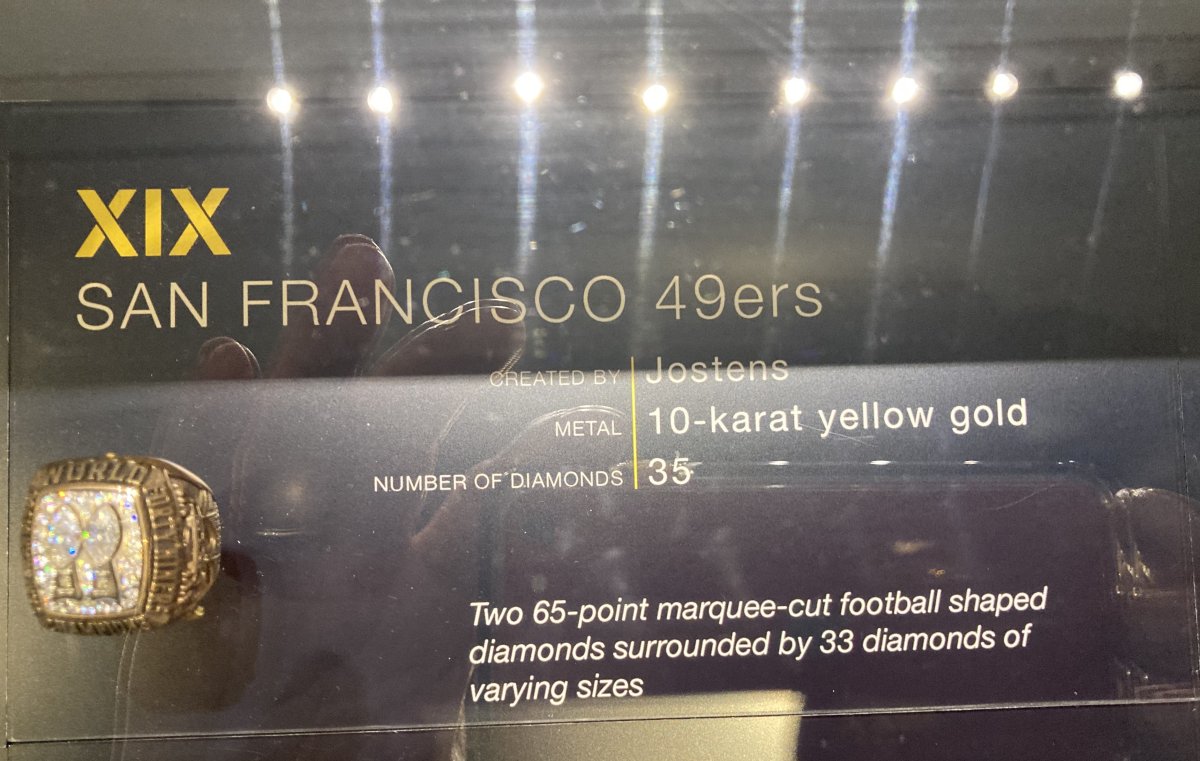 XIX
SAN FRANCISCO 49ers
CREATED BY Jostens
METAL 10-karat yellow gold
NUMBER OF DIAMONDS 35
WORLD
Two 65-point marquee-cut football shaped
diamonds surrounded by 33 diamonds of
varying sizes